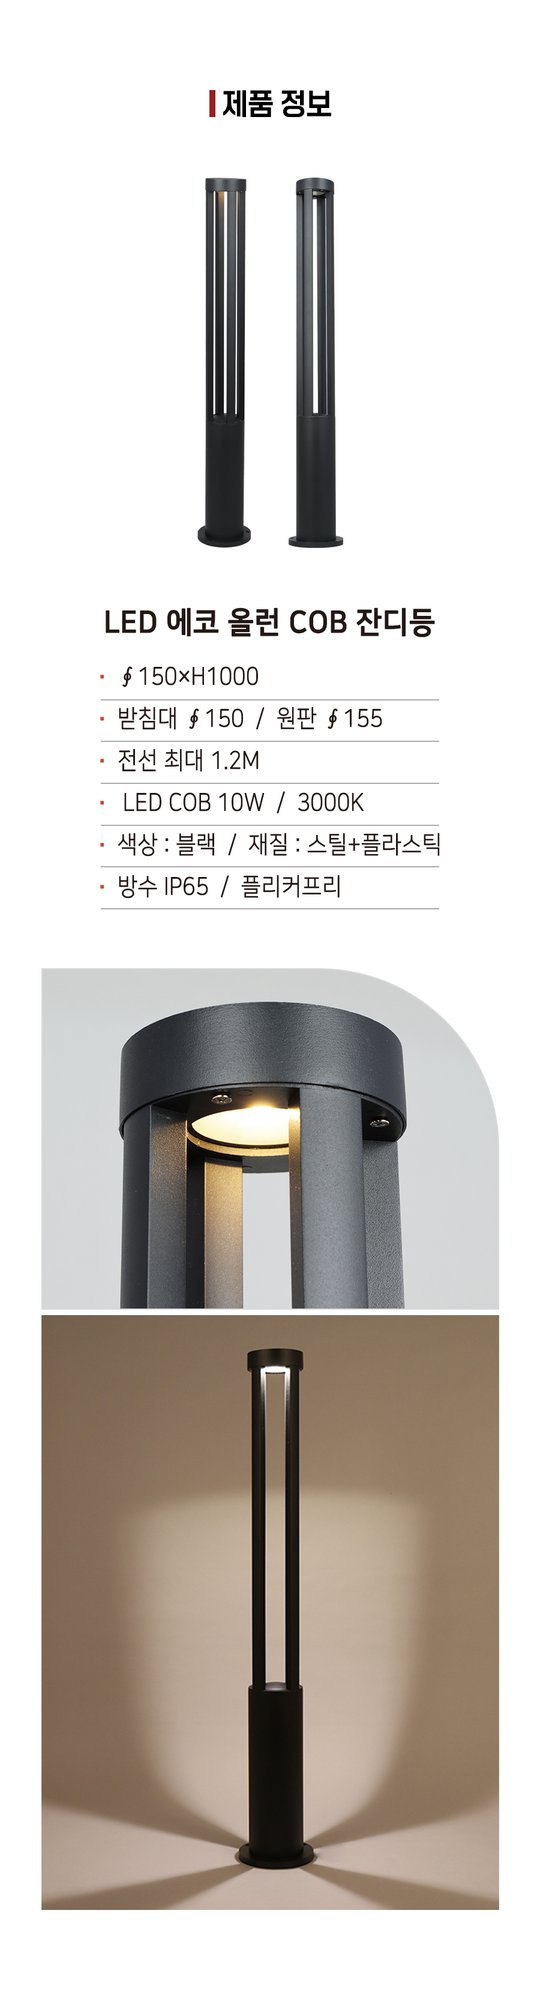 제품 정보
LED 에코 올런 COB 잔디등
∮150×H1000
받침대 ∮150 / 원판 ∮155
전선 최대 1.2M
LED COB 10W / 3000K
색상 : 블랙 / 재질 : 스틸+플라스틱
방수 IP65 / 플리커프리